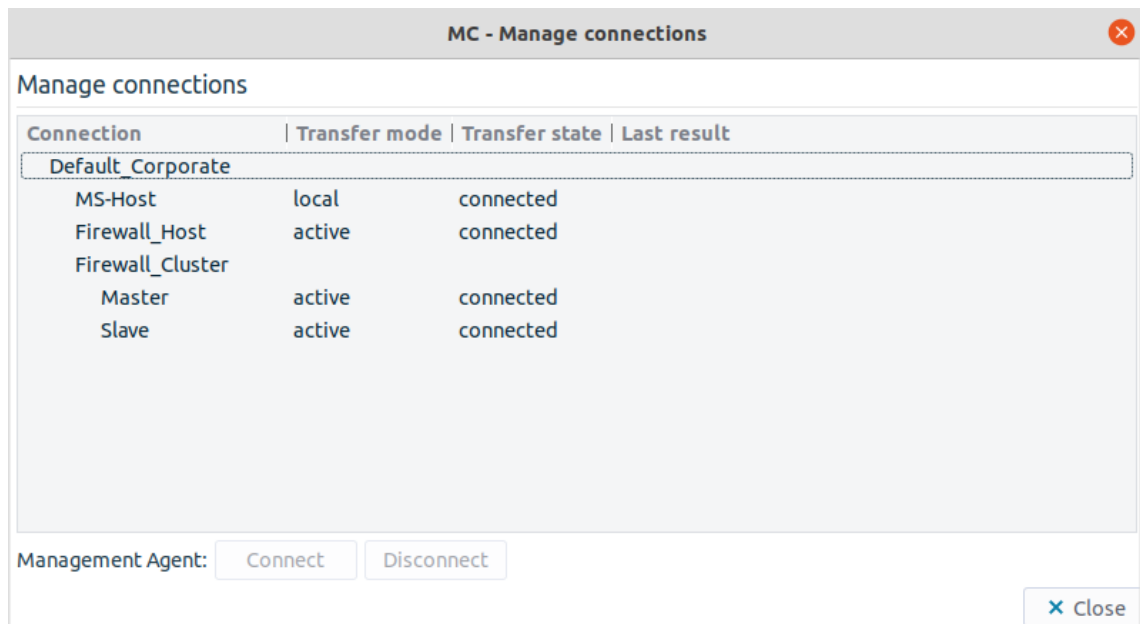 MC - Manage connections
Manage connections
Connection Transfer mode Transfer state Last result
Default_Corporate
MS-Host local connected
Firewall_Host active connected
Firewall_Cluster
Master active connected
Slave active connected
Management Agent: Connect Disconnect
Close